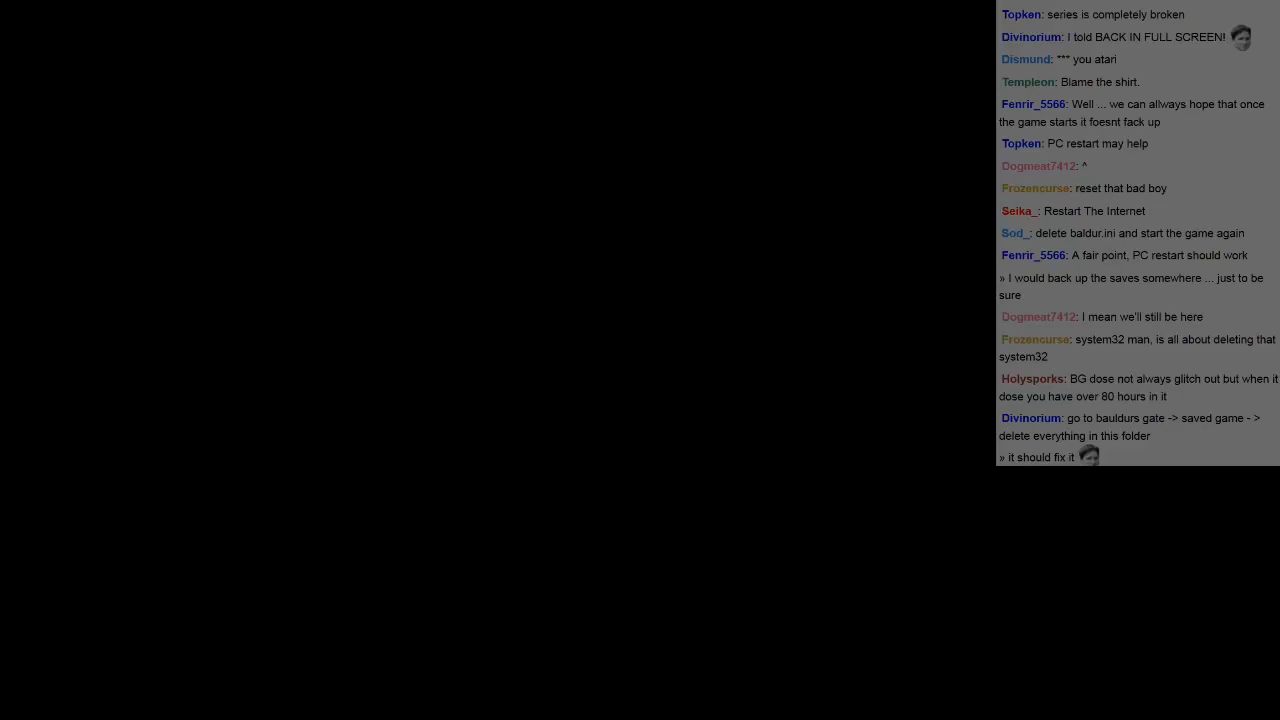 Topken: series is completely broken
Divinorium: I told BACK IN FULL SCREEN!
Dismund: *** you atari
Templeon: Blame the shirt.
Fenrir_5566: Well ... we can allways hope that once
the game starts it foesnt fack up
Topken: PC restart may help
Dogmeat7412: ^
Frozencurse: reset that bad boy
Seika_: Restart The Internet
Sod_: delete baldur.ini and start the game again
Fenrir_5566: A fair point, PC restart should work
» I would back up the saves somewhere ... just to be
sure
Dogmeat7412: I mean we'll still be here
Frozencurse: system32 man, is all about deleting that
system32
Holysporks: BG dose not always glitch out but when it
dose you have over 80 hours in it
Divinorium: go to bauldurs gate -> saved game - >
delete everything in this folder
» it should fix it